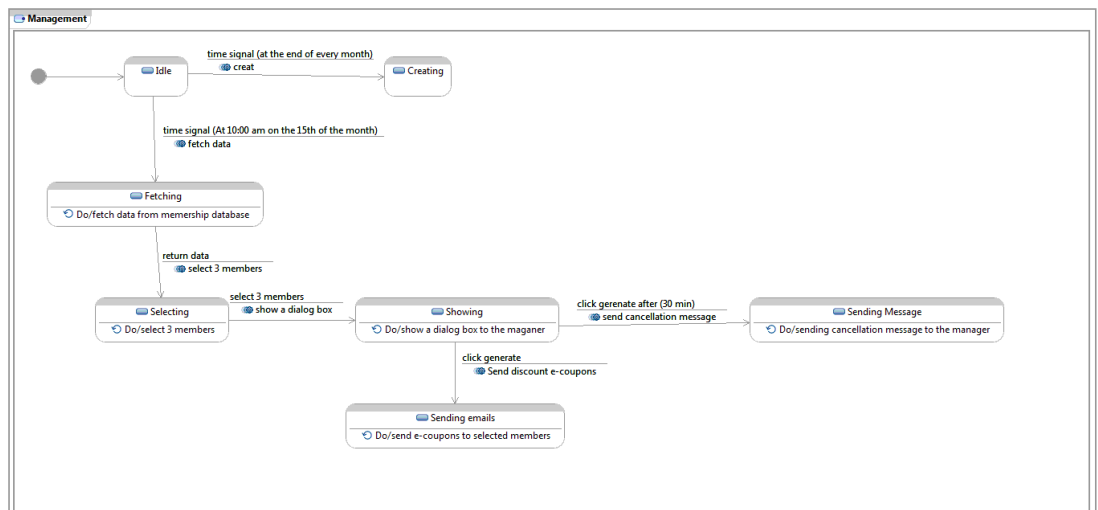 Management
time signal (at the end of every month)
creat
Idle
Creating
time signal (At 10:00 am on the 15th of the month)
fetch data
Fetching
Do/fetch data from memership database
return data
select 3 members
Selecting
Do/select 3 members
select 3 members
show a dialog box
Showing
Do/show a dialog box to the maganer
click gerenate after (30 min)
send cancellation message
Sending Message
Do/sending cancellation message to the manager
click generate
Send discount e-coupons
Sending emails
Do/send e-coupons to selected members